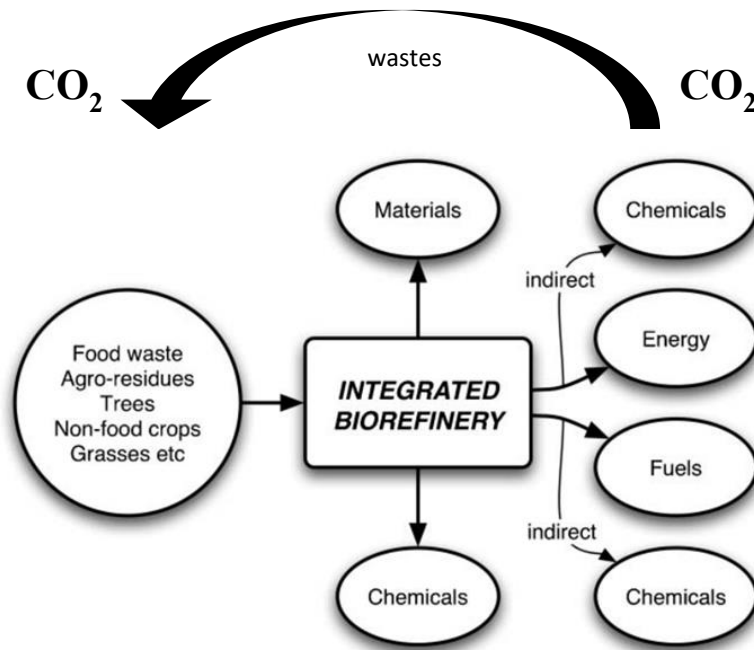 wastes
CO₂
CO₂
Materials
Chemicals
indirect
Food waste
Agro-residues
Trees
Non-food crops
Grasses etc
INTEGRATED
BIOREFINERY
Energy
Fuels
indirect
Chemicals
Chemicals